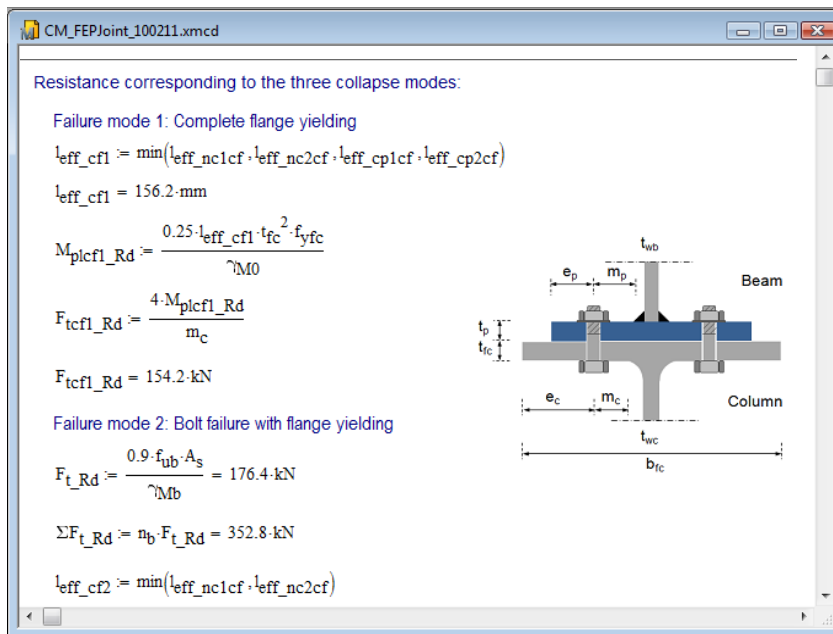 CM_FEPJoint_100211.xmcd
Resistance corresponding to the three collapse modes:
Failure mode 1: Complete flange yielding
l_eff_cf1 := min(l_eff_nc1cf, l_eff_nc2cf, l_eff_cp1cf, l_eff_cp2cf)
l_eff_cf1 = 156.2·mm
M_plcf1_Rd := 0.25·l_eff_cf1·t_fc^2·f_yfc / γ_M0
F_tcf1_Rd := 4·M_plcf1_Rd / m_c
F_tcf1_Rd = 154.2·kN
Failure mode 2: Bolt failure with flange yielding
F_t_Rd := 0.9·f_ub·A_s / γ_Mb = 176.4·kN
ΣF_t_Rd := n_b·F_t_Rd = 352.8·kN
l_eff_cf2 := min(l_eff_nc1cf, l_eff_nc2cf)
t_wb
e_p m_p
Beam
t_p
t_fc
e_c m_c
Column
t_wc
b_fc